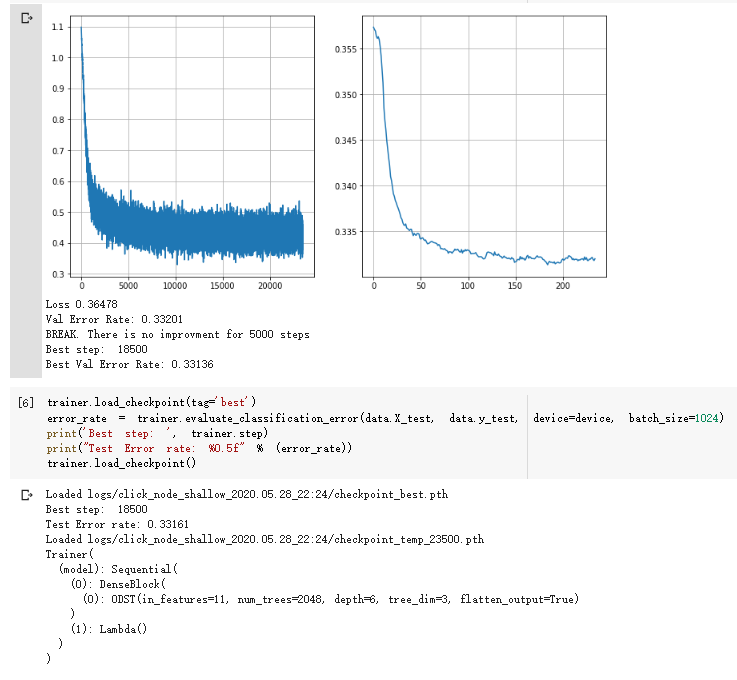 1.1
1.0
0.9
0.8
0.7
0.6
0.5
0.4
0.3
0 5000 10000 15000 20000
0.355
0.350
0.345
0.340
0.335
0 50 100 150 200
Loss 0.36478
Val Error Rate: 0.33201
BREAK. There is no improvment for 5000 steps
Best step:  18500
Best Val Error Rate: 0.33136
[6] trainer.load_checkpoint(tag='best')
error_rate = trainer.evaluate_classification_error(data.X_test, data.y_test, device=device, batch_size=1024)
print('Best step: ', trainer.step)
print("Test Error rate: %0.5f" % (error_rate))
trainer.load_checkpoint()
Loaded logs/click_node_shallow_2020.05.28_22:24/checkpoint_best.pth
Best step:  18500
Test Error rate: 0.33161
Loaded logs/click_node_shallow_2020.05.28_22:24/checkpoint_temp_23500.pth
Trainer(
(model): Sequential(
(0): DenseBlock(
(0): ODST(in_features=11, num_trees=2048, depth=6, tree_dim=3, flatten_output=True)
)
(1): Lambda()
)
)